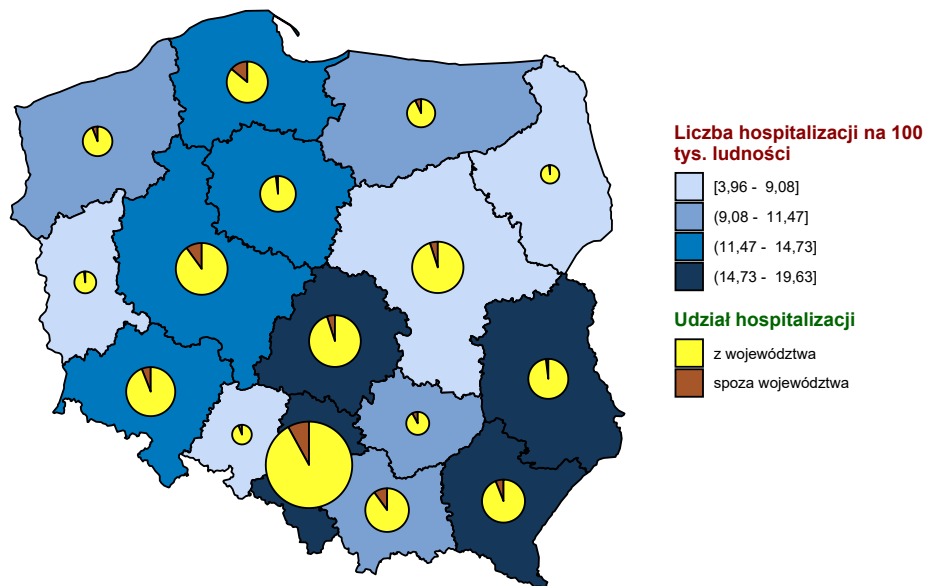 Liczba hospitalizacji na 100
tys. ludności
[3,96 -  9,08]
(9,08 -  11,47]
(11,47 -  14,73]
(14,73 -  19,63]
Udział hospitalizacji
z województwa
spoza województwa